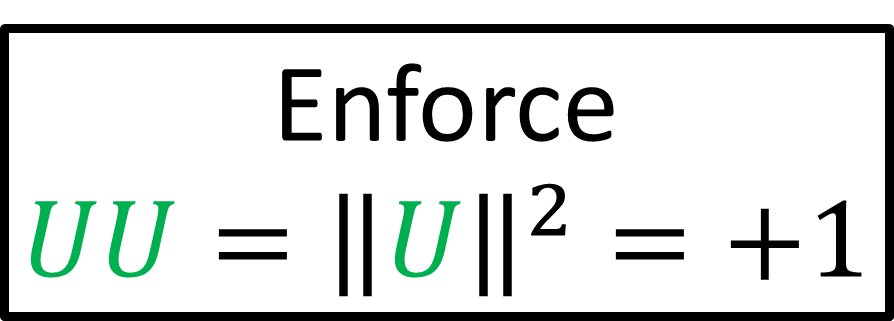 Enforce
UU = ‖U‖² = +1